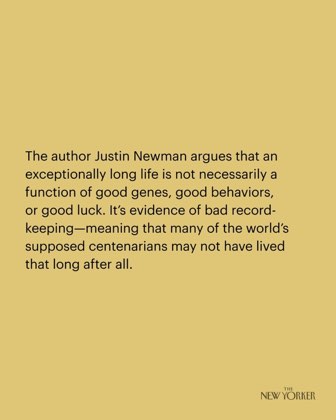 The author Justin Newman argues that an
exceptionally long life is not necessarily a
function of good genes, good behaviors,
or good luck. It’s evidence of bad record-
keeping—meaning that many of the world’s
supposed centenarians may not have lived
that long after all.
THE
NEW YORKER